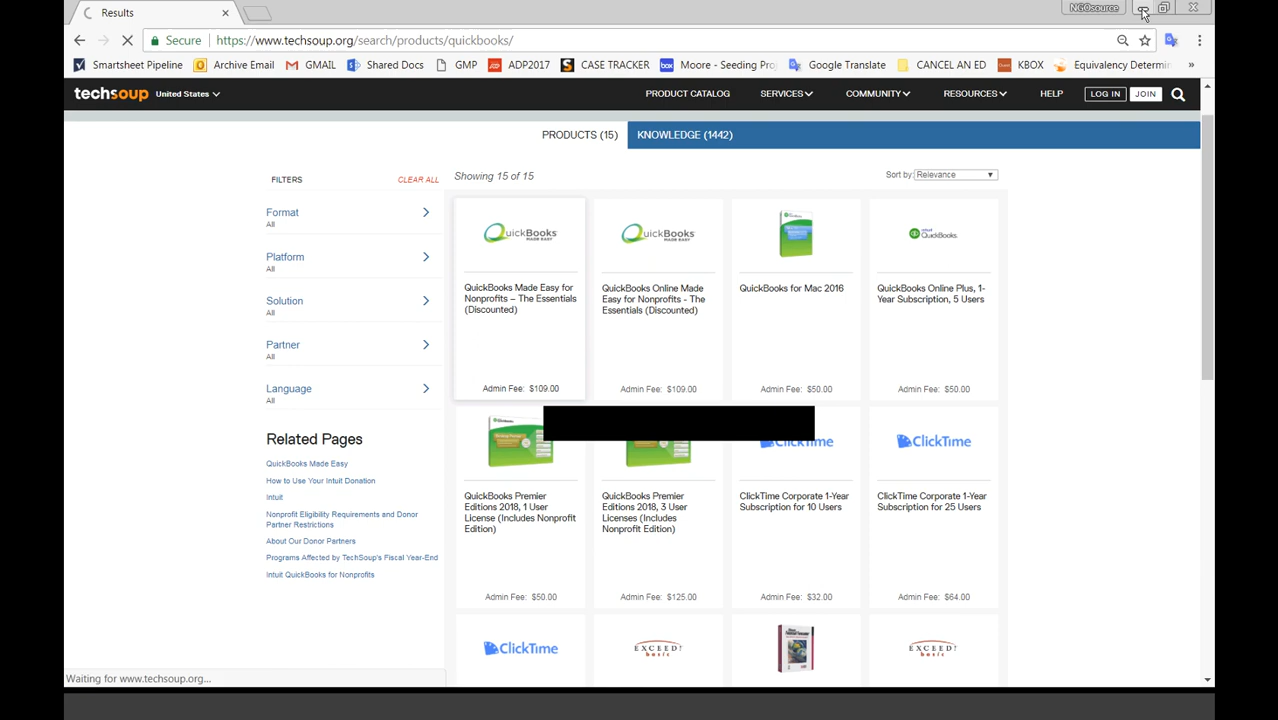 Results
NGOsource
Secure
https://www.techsoup.org/search/products/quickbooks/
Smartsheet Pipeline
Archive Email
GMAIL
Shared Docs
GMP
ADP2017
CASE TRACKER
Moore - Seeding Proj
Google Translate
CANCEL AN ED
KBOX
Equivalency Determin
»
techsoup
United States
PRODUCT CATALOG
SERVICES
COMMUNITY
RESOURCES
HELP
LOG IN
JOIN
PRODUCTS (15)
KNOWLEDGE (1442)
FILTERS
CLEAR ALL
Format
All
Platform
All
Solution
All
Partner
All
Language
All
Related Pages
QuickBooks Made Easy
How to Use Your Intuit Donation
Intuit
Nonprofit Eligibility Requirements and Donor
Partner Restrictions
About Our Donor Partners
Programs Affected by TechSoup's Fiscal Year-End
Intuit QuickBooks for Nonprofits
Showing 15 of 15
Sort by:
Relevance
QuickBooks
MADE EASY
QuickBooks Made Easy for
Nonprofits – The Essentials
(Discounted)
Admin Fee: $109.00
QuickBooks
MADE EASY
QuickBooks Online Made
Easy for Nonprofits - The
Essentials (Discounted)
Admin Fee: $109.00
QuickBooks for Mac 2016
Admin Fee: $50.00
intuit
QuickBooks.
QuickBooks Online Plus, 1-
Year Subscription, 5 Users
Admin Fee: $50.00
QuickBooks Premier
Editions 2018, 1 User
License (Includes Nonprofit
Edition)
Admin Fee: $50.00
QuickBooks Premier
Editions 2018, 3 User
Licenses (Includes
Nonprofit Edition)
Admin Fee: $125.00
ClickTime
ClickTime Corporate 1-Year
Subscription for 10 Users
Admin Fee: $32.00
ClickTime
ClickTime Corporate 1-Year
Subscription for 25 Users
Admin Fee: $64.00
ClickTime
EXCEED!
basic
EXCEED!
basic
Waiting for www.techsoup.org...